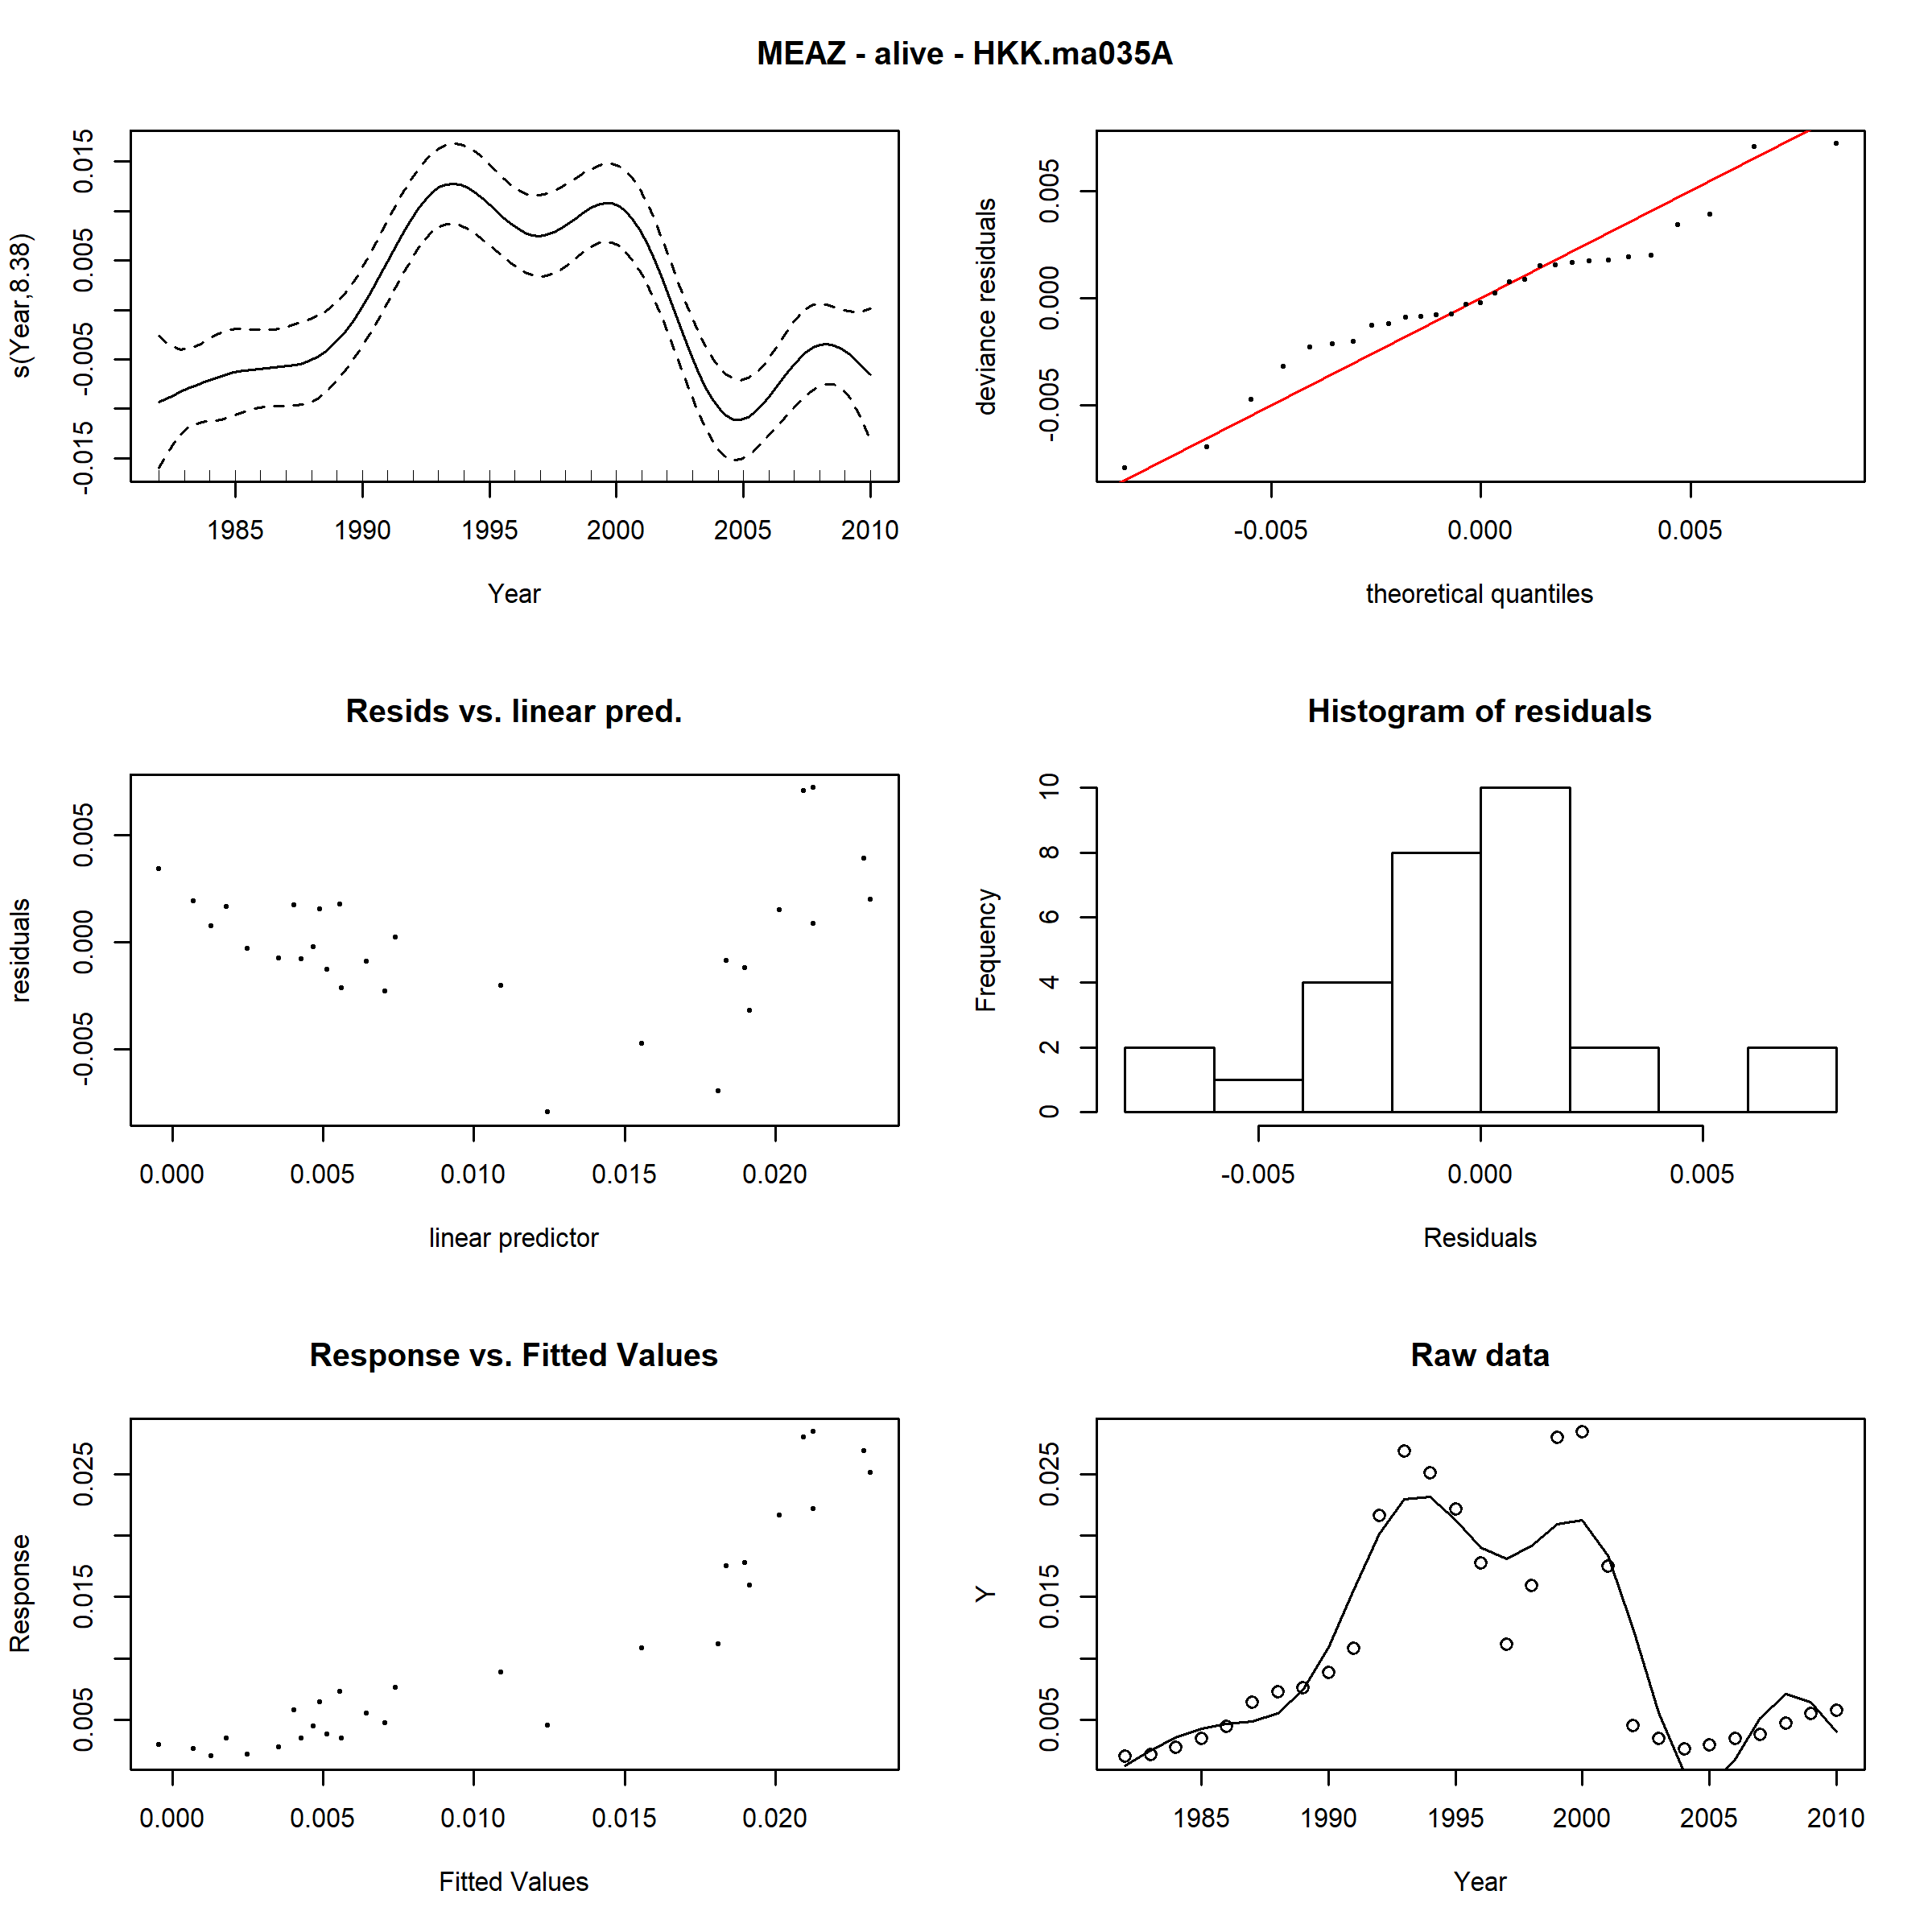 MEAZ - alive - HKK.ma035A
s(Year,8.38)
-0.015 -0.005 0.005 0.015
1985 1990 1995 2000 2005 2010
Year
deviance residuals
-0.005 0.000 0.005
-0.005 0.000 0.005
theoretical quantiles
Resids vs. linear pred.
residuals
-0.005 0.000 0.005
0.000 0.005 0.010 0.015 0.020
linear predictor
Histogram of residuals
Frequency
0 2 4 6 8 10
-0.005 0.000 0.005
Residuals
Response vs. Fitted Values
Response
0.005 0.015 0.025
0.000 0.005 0.010 0.015 0.020
Fitted Values
Raw data
Y
0.005 0.015 0.025
1985 1990 1995 2000 2005 2010
Year